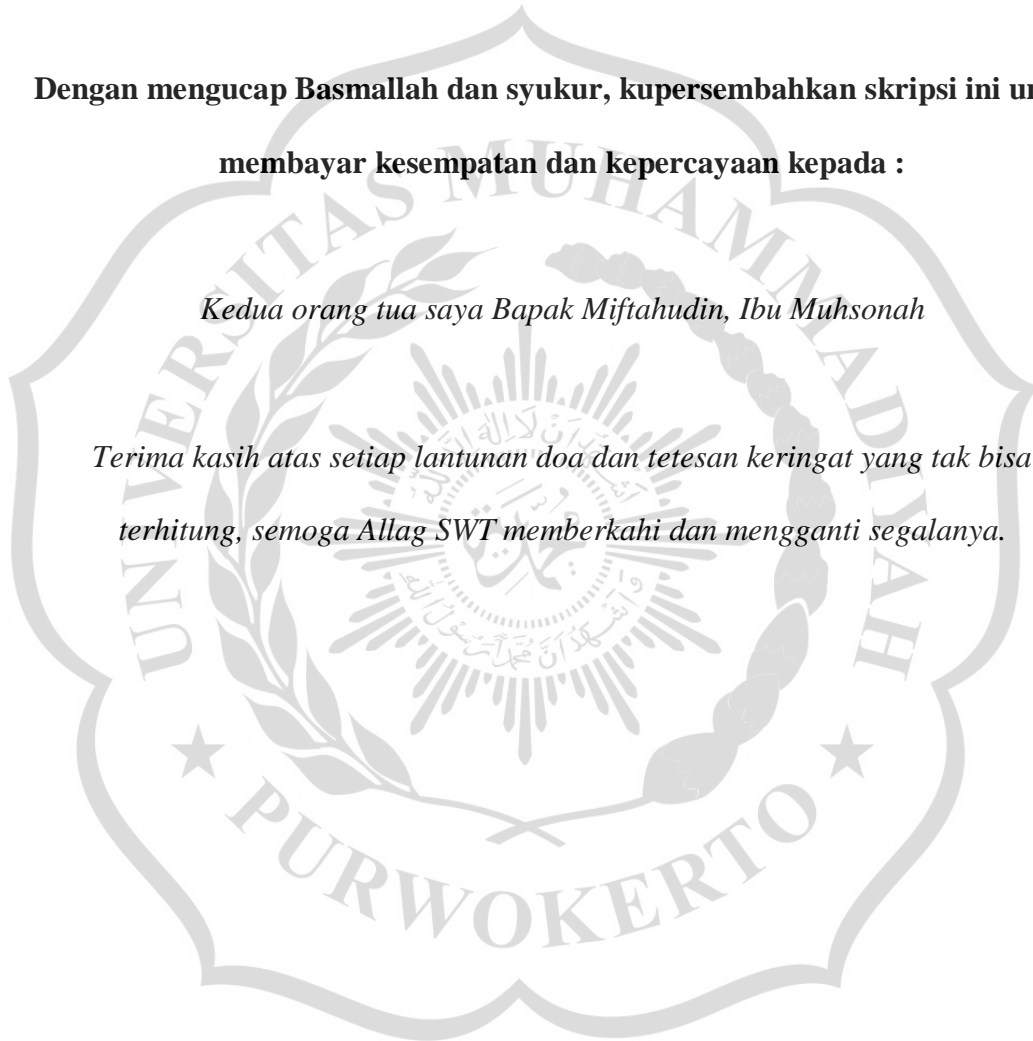 Dengan mengucap Basmallah dan syukur, kupersembahkan skripsi ini
membayar kesempatan dan kepercayaan kepada :
Kedua orang tua saya Bapak Miftahudin, Ibu Muhsonah
Terima kasih atas setiap lantunan doa dan tetesan keringat yang tak bisa
terhitung, semoga Allag SWT memberkahi dan mengganti segalanya.
UNIVERSITAS MUHAMMADIYAH
PURWOKERTO